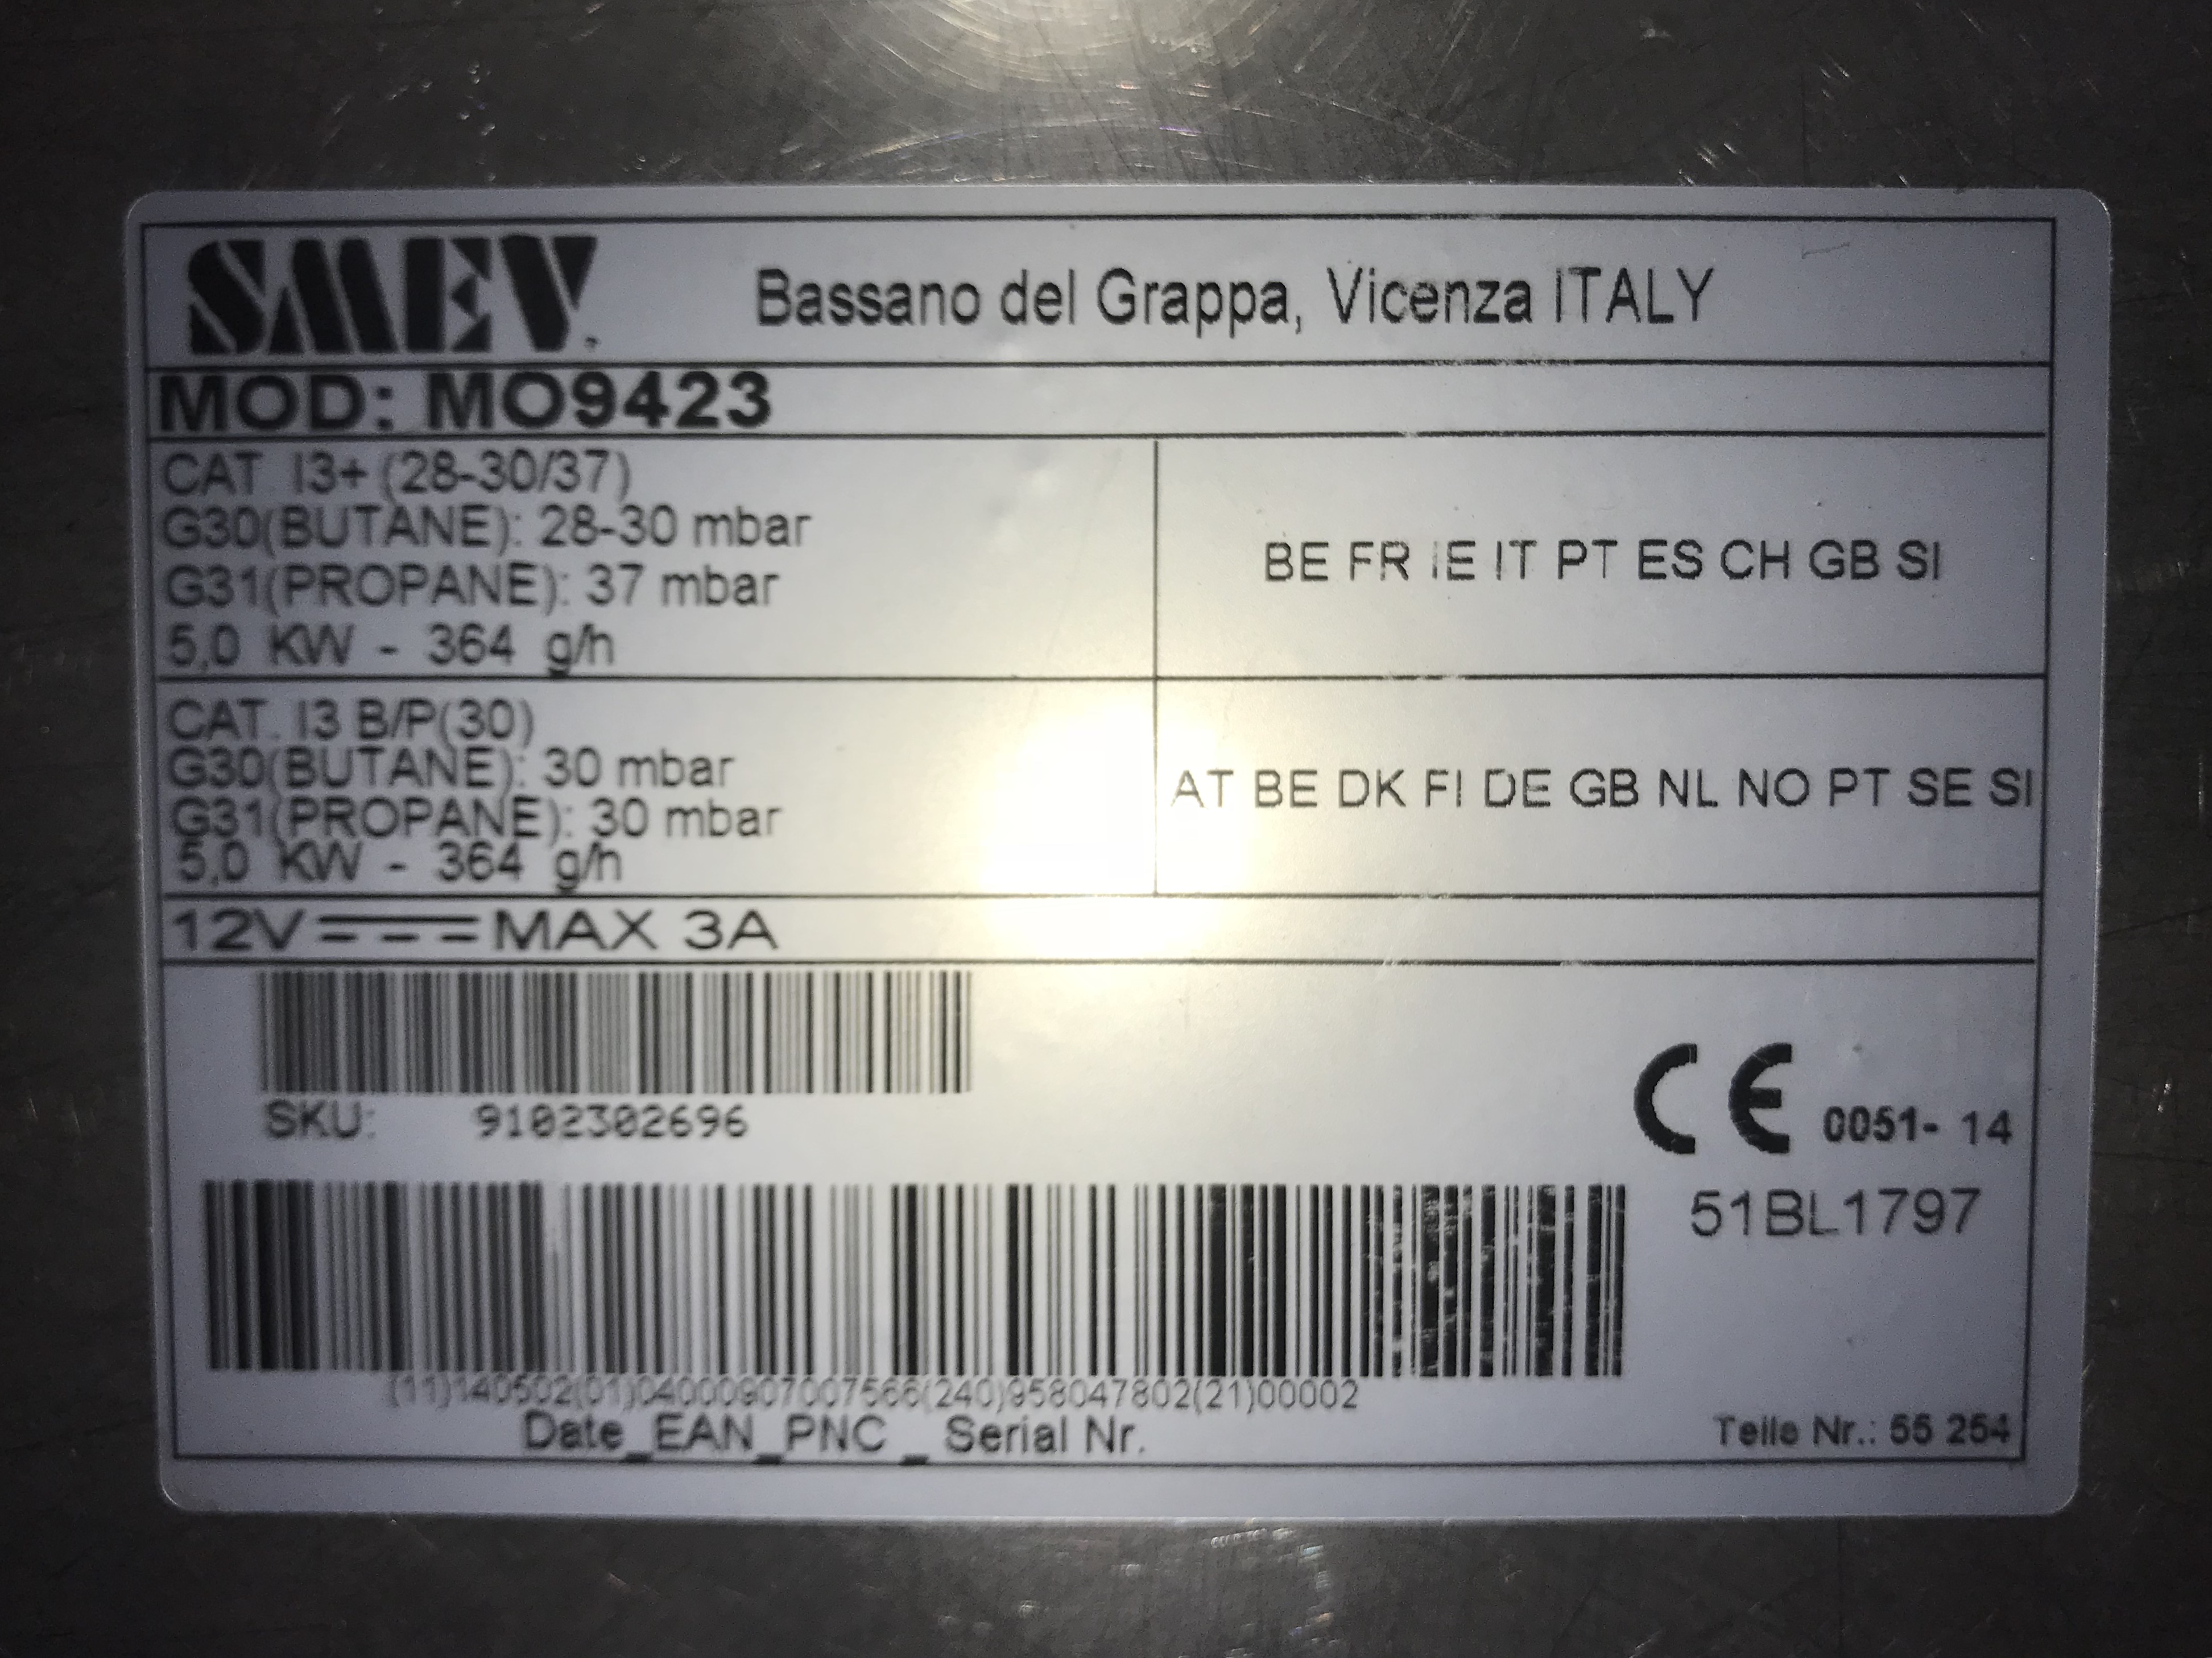 SMEV
Bassano del Grappa, Vicenza ITALY
MOD: MO9423
CAT. I3+ (28-30/37)
G30(BUTANE): 28-30 mbar
G31(PROPANE): 37 mbar
5,0 KW - 364 g/h
BE FR IE IT PT ES CH GB SI
CAT. I3 B/P(30)
G30(BUTANE): 30 mbar
G31(PROPANE): 30 mbar
5,0 KW - 364 g/h
AT BE DK FI DE GB NL NO PT SE SI
12V MAX 3A
SKU: 9102302696
CE 0051- 14
51BL1797
(11)140502(01)04000907007566(240)958047802(21)00002
Date_EAN_PNC_ Serial Nr.
Teile Nr.: 55 254